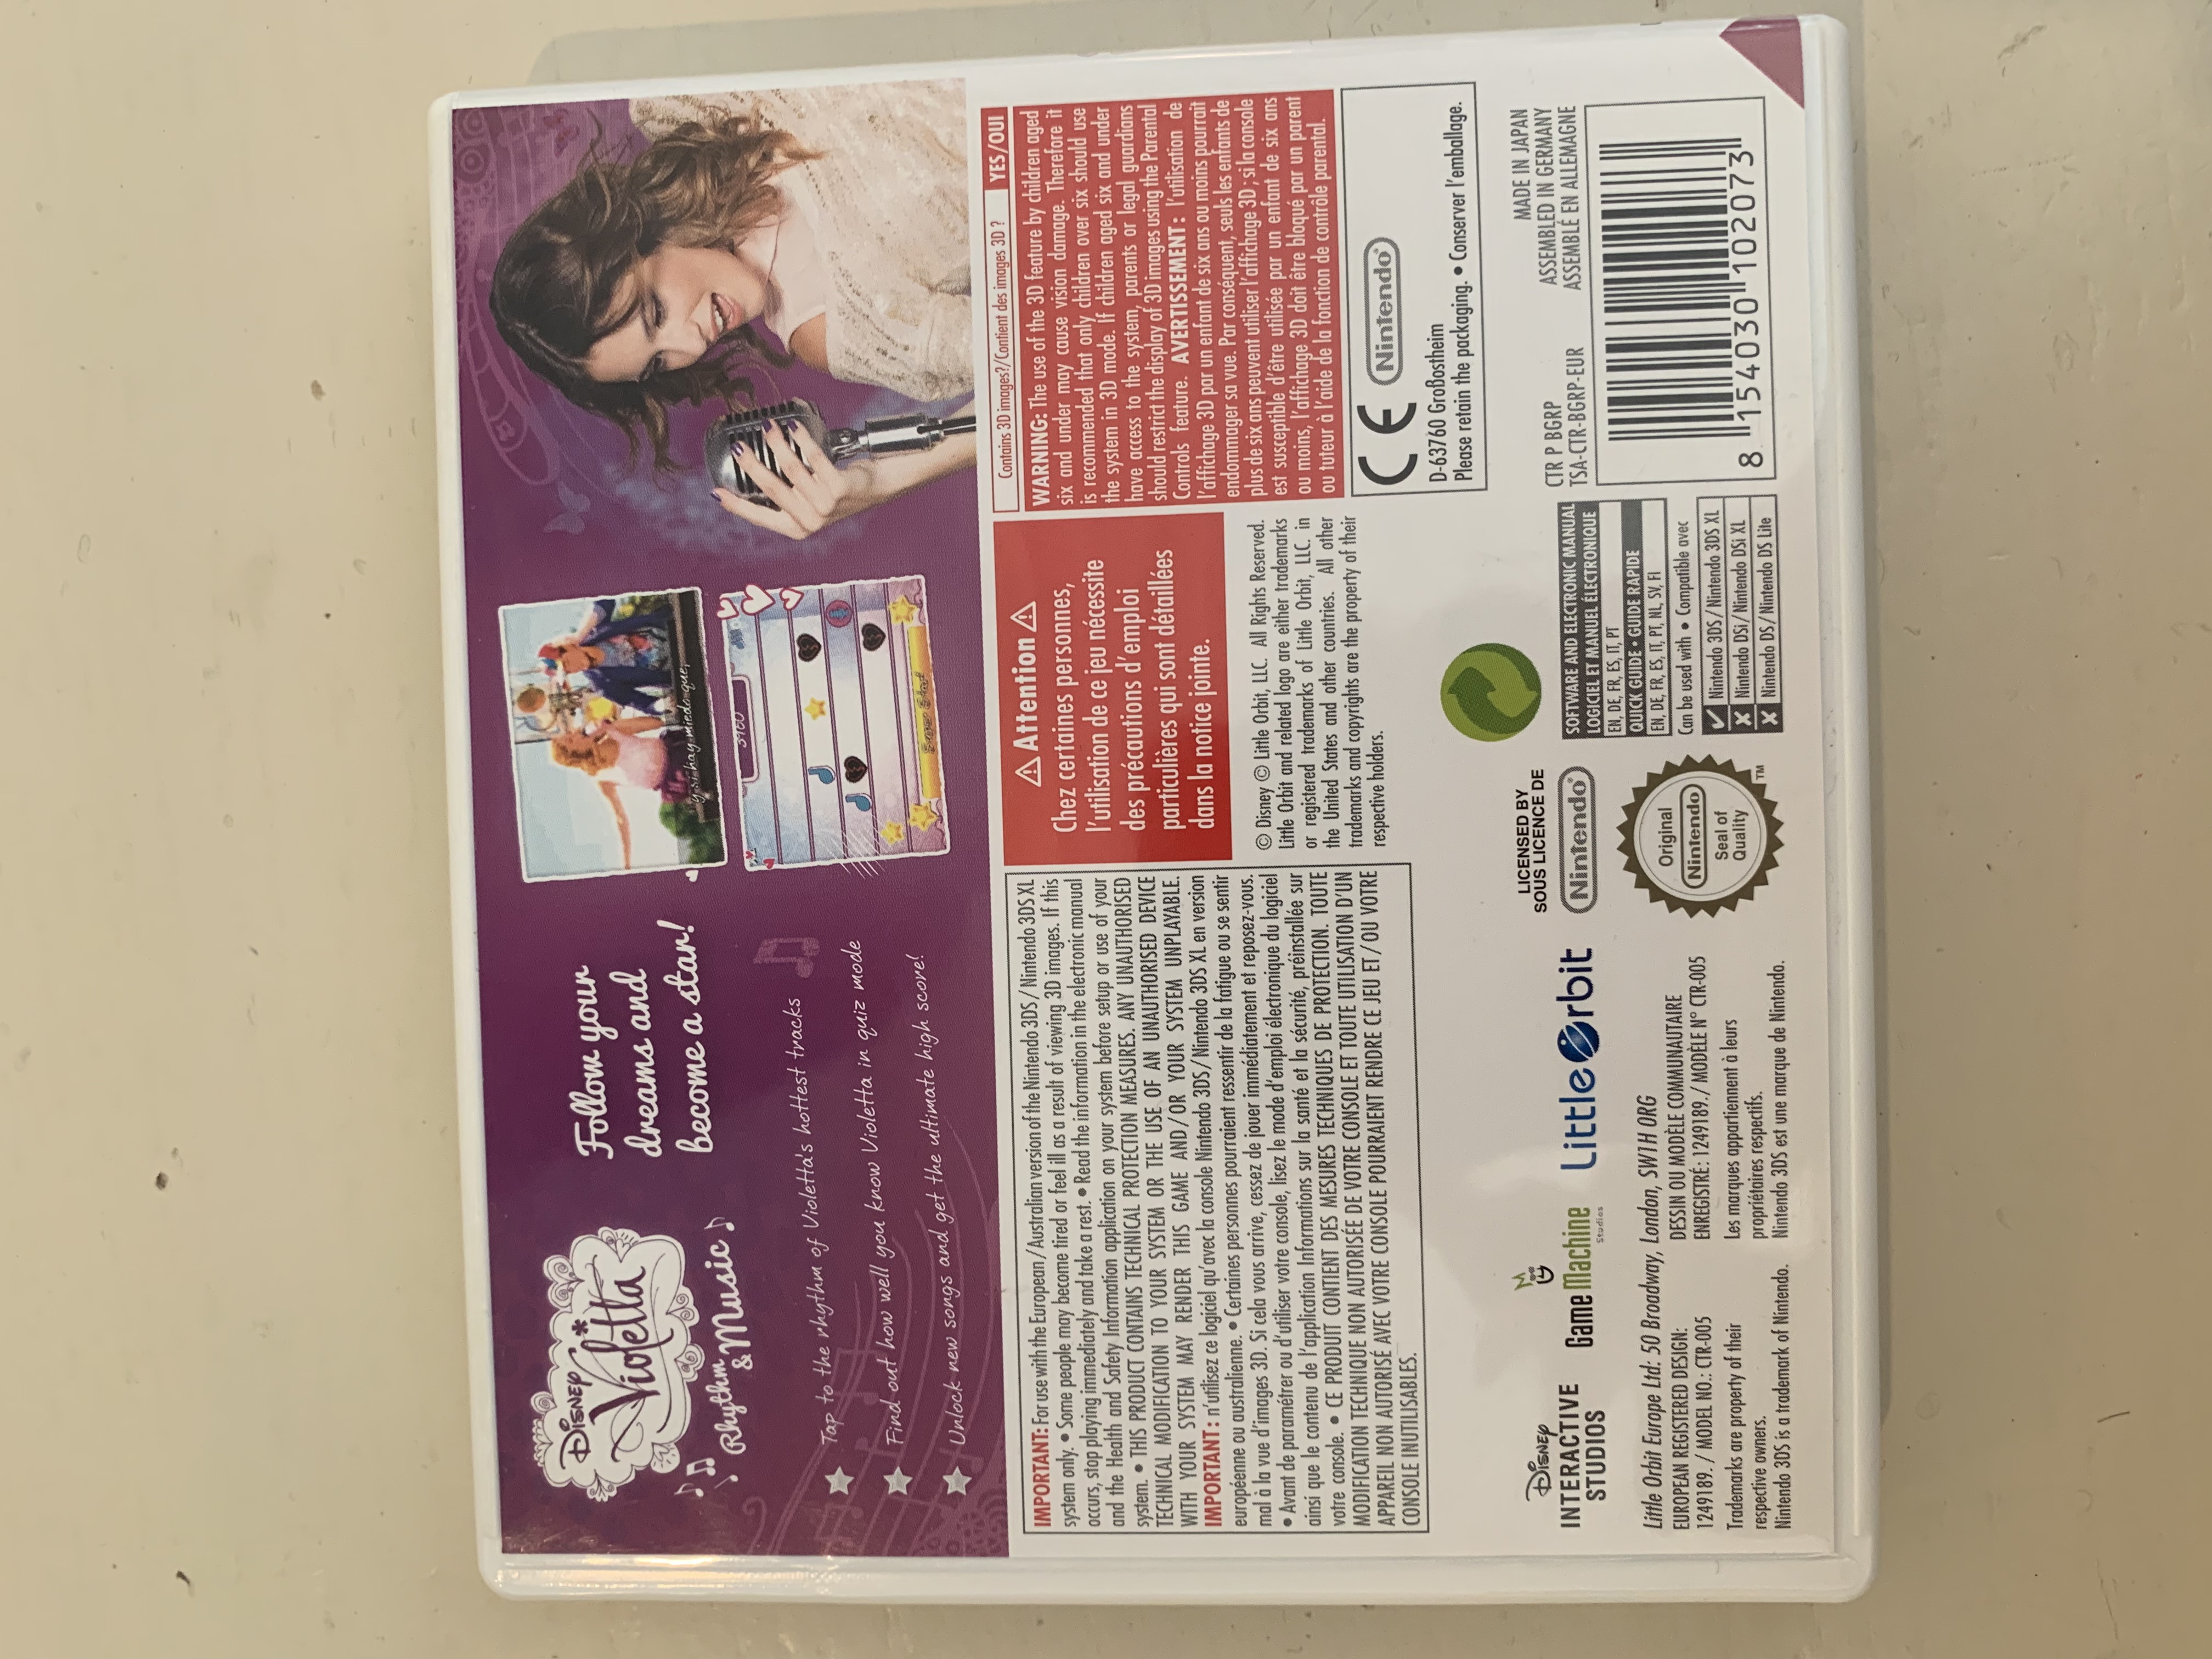 Disney
Violetta
Rhythm
& Music
Follow your
dreams and
become a star!
Tap to the rhythm of Violetta's hottest tracks
Find out how well you know Violetta in quiz mode
Unlock new songs and get the ultimate high score!
y si hay miedo que,
3160
Super Star!
IMPORTANT: For use with the European/Australian version of the Nintendo 3DS/Nintendo 3DS XL
system only. • Some people may become tired or feel ill as a result of viewing 3D images. If this
occurs, stop playing immediately and take a rest. • Read the information in the electronic manual
and the Health and Safety Information application on your system before setup or use of your
system. • THIS PRODUCT CONTAINS TECHNICAL PROTECTION MEASURES. ANY UNAUTHORISED
TECHNICAL MODIFICATION TO YOUR SYSTEM OR THE USE OF AN UNAUTHORISED DEVICE
WITH YOUR SYSTEM MAY RENDER THIS GAME AND/OR YOUR SYSTEM UNPLAYABLE.
IMPORTANT : n'utilisez ce logiciel qu'avec la console Nintendo 3DS/Nintendo 3DS XL en version
européenne ou australienne. • Certaines personnes pourraient ressentir de la fatigue ou se sentir
mal à la vue d'images 3D. Si cela vous arrive, cessez de jouer immédiatement et reposez-vous.
• Avant de paramétrer ou d'utiliser votre console, lisez le mode d'emploi électronique du logiciel
ainsi que le contenu de l'application Informations sur la santé et la sécurité, préinstallée sur
votre console. • CE PRODUIT CONTIENT DES MESURES TECHNIQUES DE PROTECTION. TOUTE
MODIFICATION TECHNIQUE NON AUTORISÉE DE VOTRE CONSOLE ET TOUTE UTILISATION D'UN
APPAREIL NON AUTORISÉ AVEC VOTRE CONSOLE POURRAIENT RENDRE CE JEU ET/OU VOTRE
CONSOLE INUTILISABLES.
Attention
Chez certaines personnes,
l'utilisation de ce jeu nécessite
des précautions d'emploi
particulières qui sont détaillées
dans la notice jointe.
© Disney © Little Orbit, LLC. All Rights Reserved.
Little Orbit and related logo are either trademarks
or registered trademarks of Little Orbit, LLC. in
the United States and other countries. All other
trademarks and copyrights are the property of their
respective holders.
Contains 3D images?/Contient des images 3D ? YES/OUI
WARNING: The use of the 3D feature by children aged
six and under may cause vision damage. Therefore it
is recommended that only children over six should use
the system in 3D mode. If children aged six and under
have access to the system, parents or legal guardians
should restrict the display of 3D images using the Parental
Controls feature. AVERTISSEMENT : l'utilisation de
l'affichage 3D par un enfant de six ans ou moins pourrait
endommager sa vue. Par conséquent, seuls les enfants de
plus de six ans peuvent utiliser l'affichage 3D ; si la console
est susceptible d'être utilisée par un enfant de six ans
ou moins, l'affichage 3D doit être bloqué par un parent
ou tuteur à l'aide de la fonction de contrôle parental.
CE Nintendo
D-63760 Großostheim
Please retain the packaging. • Conserver l'emballage.
Disney
INTERACTIVE
STUDIOS
Game Machine
Studios
Little Orbit
LICENSED BY
SOUS LICENCE DE
Nintendo
Little Orbit Europe Ltd: 50 Broadway, London, SW1H 0RG
EUROPEAN REGISTERED DESIGN:
1249189. / MODEL NO.: CTR-005
Trademarks are property of their
respective owners.
Nintendo 3DS is a trademark of Nintendo.
DESSIN OU MODÈLE COMMUNAUTAIRE
ENREGISTRÉ : 1249189./ MODÈLE N° CTR-005
Les marques appartiennent à leurs
propriétaires respectifs.
Nintendo 3DS est une marque de Nintendo.
Original
Nintendo
Seal of
Quality
TM
SOFTWARE AND ELECTRONIC MANUAL
LOGICIEL ET MANUEL ÉLECTRONIQUE
EN, DE, FR, ES, IT, PT
QUICK GUIDE • GUIDE RAPIDE
EN, DE, FR, ES, IT, PT, NL, SV, FI
Can be used with • Compatible avec
Nintendo 3DS/Nintendo 3DS XL
Nintendo DSi/Nintendo DSi XL
Nintendo DS/Nintendo DS Lite
CTR P BGRP
TSA-CTR-BGRP-EUR
MADE IN JAPAN
ASSEMBLED IN GERMANY
ASSEMBLÉ EN ALLEMAGNE
8 154030 102073